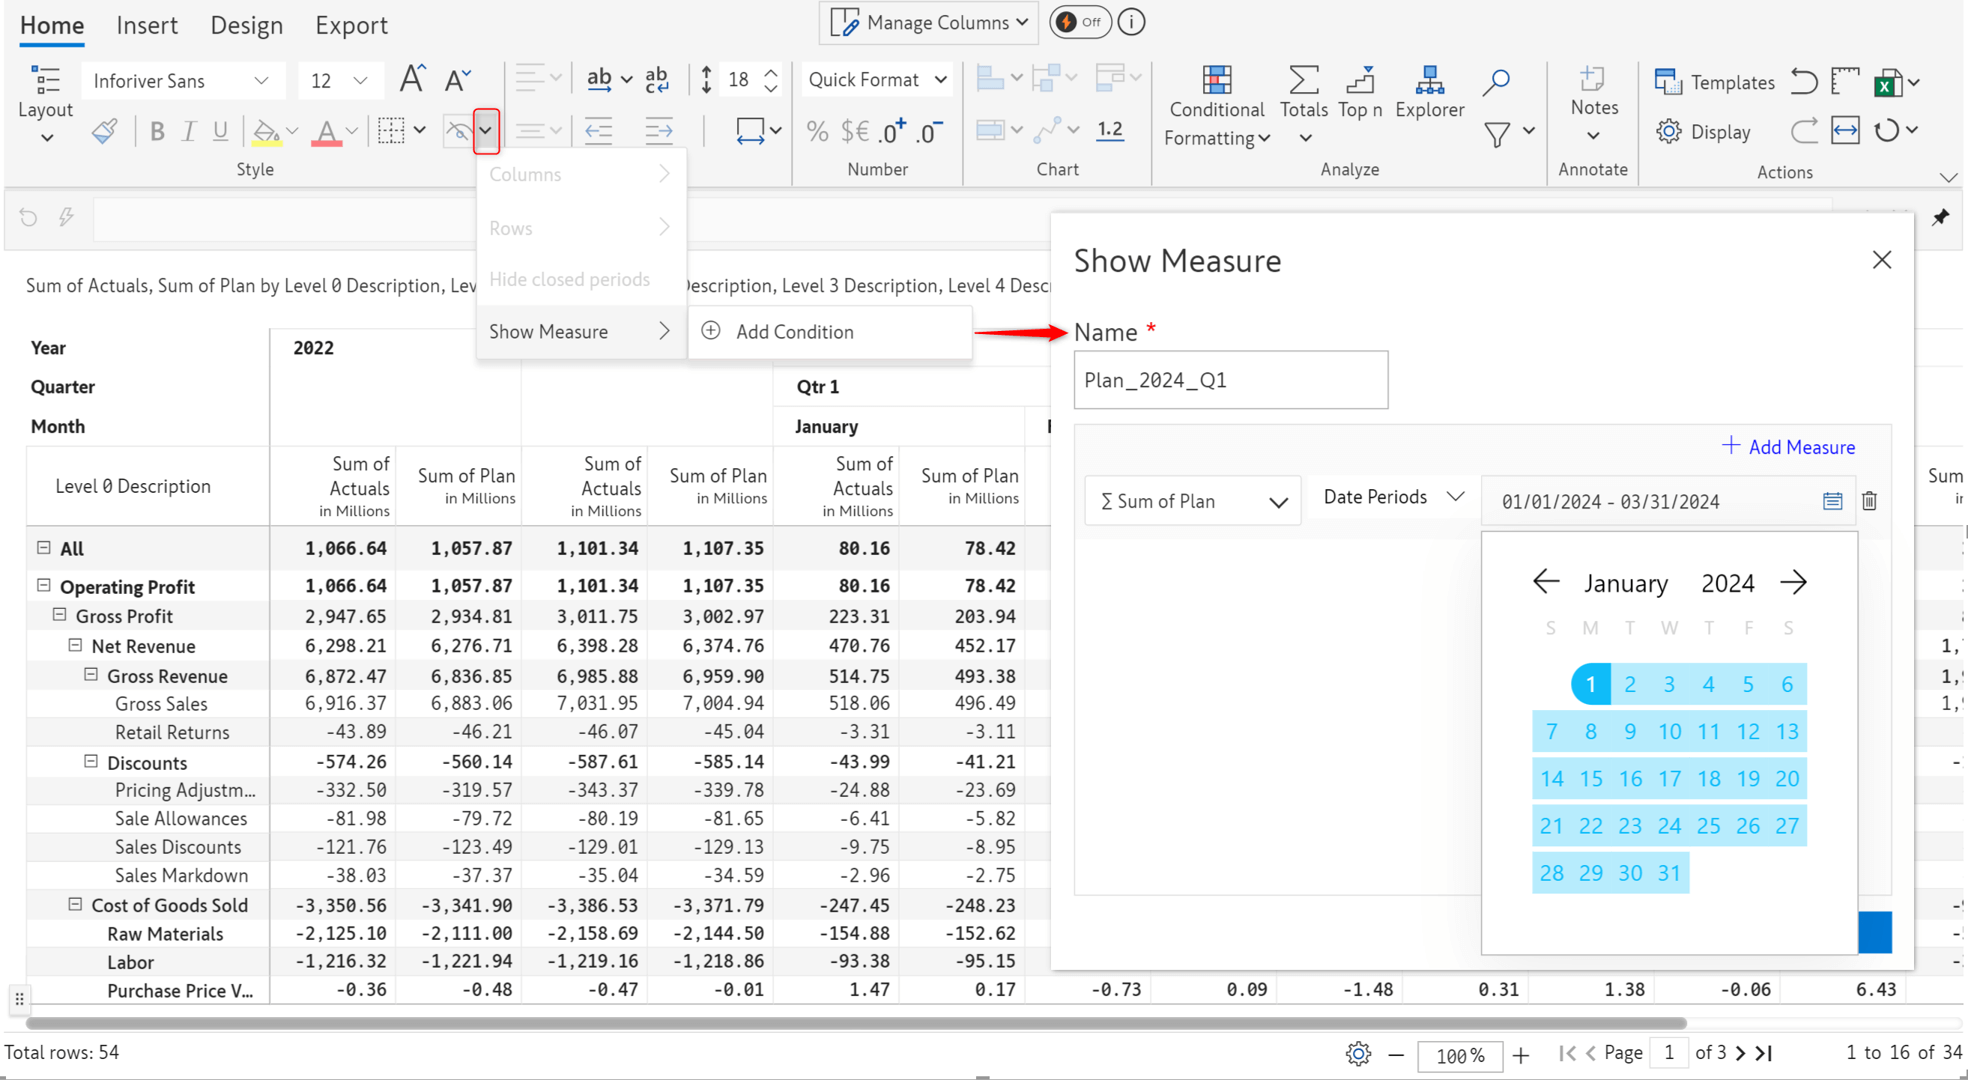 Home Insert Design Export Manage Columns Off i
Inforiver Sans 12 A A ab ab c 18 Quick Format
Layout
Conditional Formatting Totals Top n Explorer Notes Templates
B I U A % $€ .0+ .0- 1.2 Display
Style Number Chart Analyze Annotate Actions
Columns
Rows
Hide closed periods
Show Measure
Add Condition
Sum of Actuals, Sum of Plan by Level 0 Description, Lev
Description, Level 3 Description, Level 4 Desc
Year 2022
Quarter Qtr 1
Month January
Level 0 Description Sum of Actuals in Millions Sum of Plan in Millions Sum of Actuals in Millions Sum of Plan in Millions Sum of Actuals in Millions Sum of Plan in Millions Sum
All 1,066.64 1,057.87 1,101.34 1,107.35 80.16 78.42
Operating Profit 1,066.64 1,057.87 1,101.34 1,107.35 80.16 78.42
Gross Profit 2,947.65 2,934.81 3,011.75 3,002.97 223.31 203.94
Net Revenue 6,298.21 6,276.71 6,398.28 6,374.76 470.76 452.17
Gross Revenue 6,872.47 6,836.85 6,985.88 6,959.90 514.75 493.38
Gross Sales 6,916.37 6,883.06 7,031.95 7,004.94 518.06 496.49
Retail Returns -43.89 -46.21 -46.07 -45.04 -3.31 -3.11
Discounts -574.26 -560.14 -587.61 -585.14 -43.99 -41.21
Pricing Adjustm... -332.50 -319.57 -343.37 -339.78 -24.88 -23.69
Sale Allowances -81.98 -79.72 -80.19 -81.65 -6.41 -5.82
Sales Discounts -121.76 -123.49 -129.01 -129.13 -9.75 -8.95
Sales Markdown -38.03 -37.37 -35.04 -34.59 -2.96 -2.75
Cost of Goods Sold -3,350.56 -3,341.90 -3,386.53 -3,371.79 -247.45 -248.23
Raw Materials -2,125.10 -2,111.00 -2,158.69 -2,144.50 -154.88 -152.62
Labor -1,216.32 -1,221.94 -1,219.16 -1,218.86 -93.38 -95.15
Purchase Price V... -0.36 -0.48 -0.47 -0.01 1.47 0.17 -0.73 0.09 -1.48 0.31 1.38 -0.06 6.43
Show Measure
Name *
Plan_2024_Q1
+ Add Measure
Σ Sum of Plan Date Periods 01/01/2024 - 03/31/2024
January 2024
S M T W T F S
1 2 3 4 5 6
7 8 9 10 11 12 13
14 15 16 17 18 19 20
21 22 23 24 25 26 27
28 29 30 31
Total rows: 54 100% Page 1 of 3 1 to 16 of 34